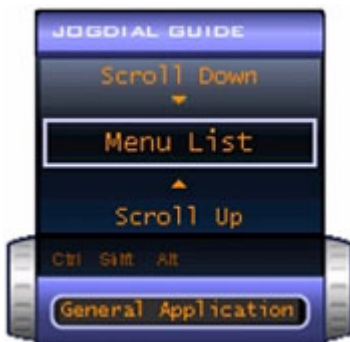 JOGDIAL GUIDE
Scroll Down
Menu List
Scroll Up
Ctrl Shift Alt
General Application